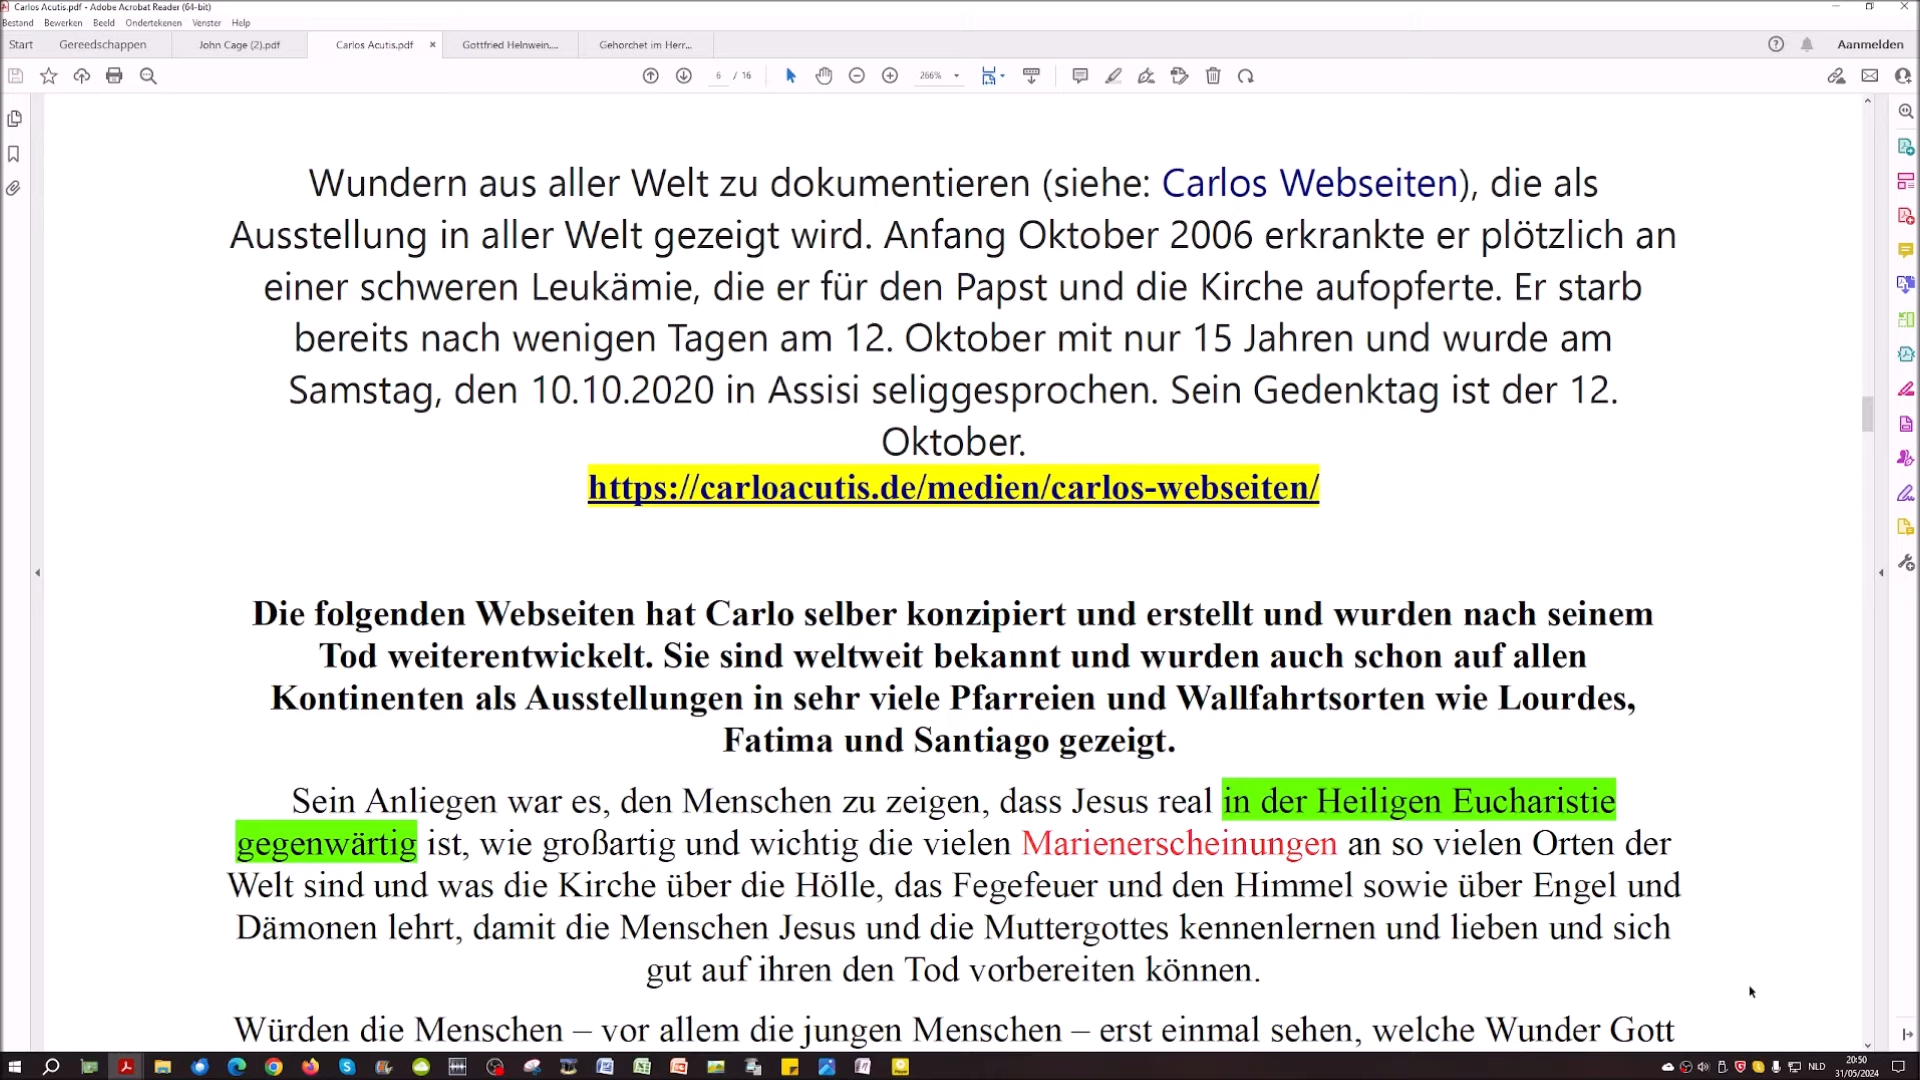 Carlos Acutis.pdf - Adobe Acrobat Reader (64-bit)
Bestand Bewerken Beeld Ondertekenen Venster Help
Start Gereedschappen John Cage (2).pdf Carlos Acutis.pdf × Gottfried Helnwein.... Gehorchet im Herr... Aanmelden
6 / 16 266%
Wundern aus aller Welt zu dokumentieren (siehe: Carlos Webseiten), die als
Ausstellung in aller Welt gezeigt wird. Anfang Oktober 2006 erkrankte er plötzlich an
einer schweren Leukämie, die er für den Papst und die Kirche aufopferte. Er starb
bereits nach wenigen Tagen am 12. Oktober mit nur 15 Jahren und wurde am
Samstag, den 10.10.2020 in Assisi seliggesprochen. Sein Gedenktag ist der 12.
Oktober.
https://carloacutis.de/medien/carlos-webseiten/
Die folgenden Webseiten hat Carlo selber konzipiert und erstellt und wurden nach seinem
Tod weiterentwickelt. Sie sind weltweit bekannt und wurden auch schon auf allen
Kontinenten als Ausstellungen in sehr viele Pfarreien und Wallfahrtsorten wie Lourdes,
Fatima und Santiago gezeigt.
Sein Anliegen war es, den Menschen zu zeigen, dass Jesus real in der Heiligen Eucharistie
gegenwärtig ist, wie großartig und wichtig die vielen Marienerscheinungen an so vielen Orten der
Welt sind und was die Kirche über die Hölle, das Fegefeuer und den Himmel sowie über Engel und
Dämonen lehrt, damit die Menschen Jesus und die Muttergottes kennenlernen und lieben und sich
gut auf ihren den Tod vorbereiten können.
Würden die Menschen – vor allem die jungen Menschen – erst einmal sehen, welche Wunder Gott
NLD 20:50
31/05/2024